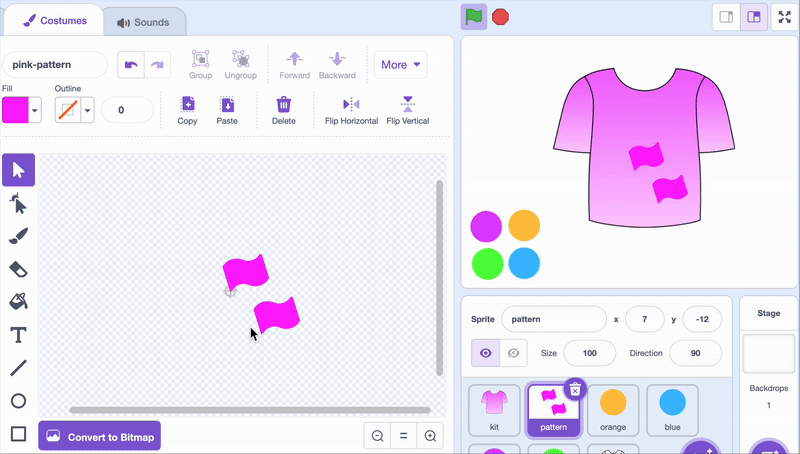 Costumes
Sounds
pink-pattern
Group
Ungroup
Forward
Backward
More
Fill
Outline
0
Copy
Paste
Delete
Flip Horizontal
Flip Vertical
T
Convert to Bitmap
Sprite
pattern
x
7
y
-12
Size
100
Direction
90
Stage
Backdrops
1
kit
pattern
orange
blue